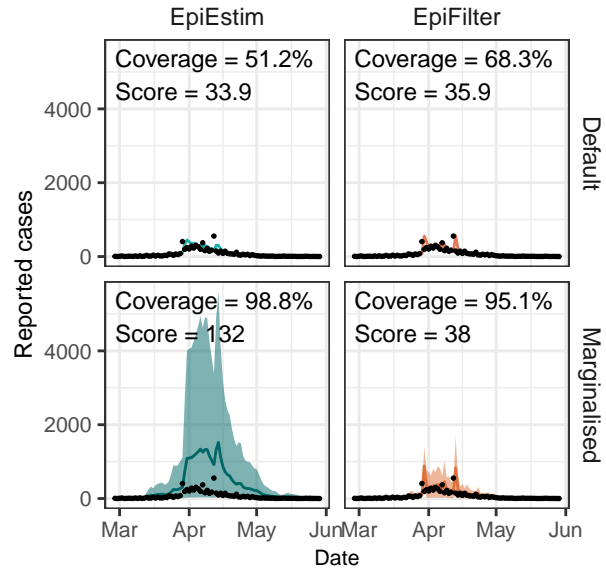 EpiEstim EpiFilter
Coverage = 51.2% Coverage = 68.3%
Score = 33.9 Score = 35.9
Default
4000
2000
0
Reported cases
Coverage = 98.8% Coverage = 95.1%
Score = 132 Score = 38
Marginalised
4000
2000
0
Mar Apr May Jun Mar Apr May Jun
Date